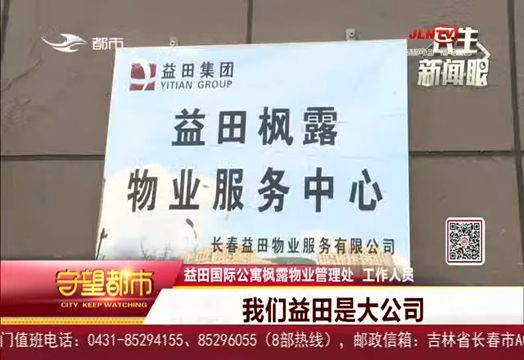 都市
JLRTV
民生
新闻眼
益田集团
YITIAN GROUP
益田枫露
物业服务中心
长春益田物业服务有限公司
守望都市
CITY KEEP WATCHING
益田国际公寓枫露物业管理处 工作人员
我们益田是大公司
门值班电话：0431-85294155、85296055（8部热线），邮政信箱：吉林省长春市A